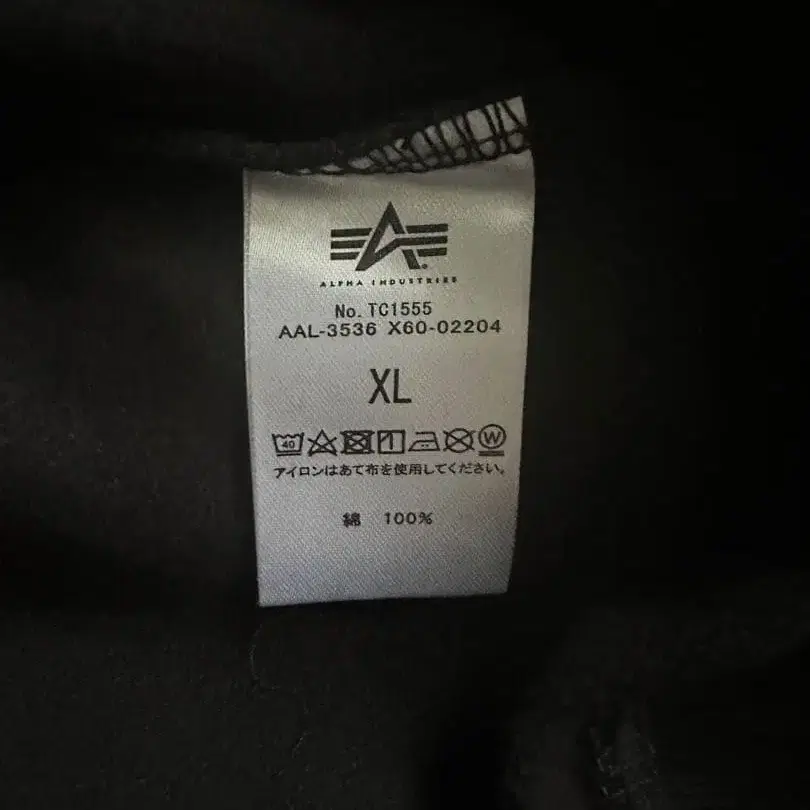 ALPHA INDUSTRIES
No. TC1555
AAL-3536 X60-02204
XL
40 W
アイロンはあて布を使用してください。
綿 100%